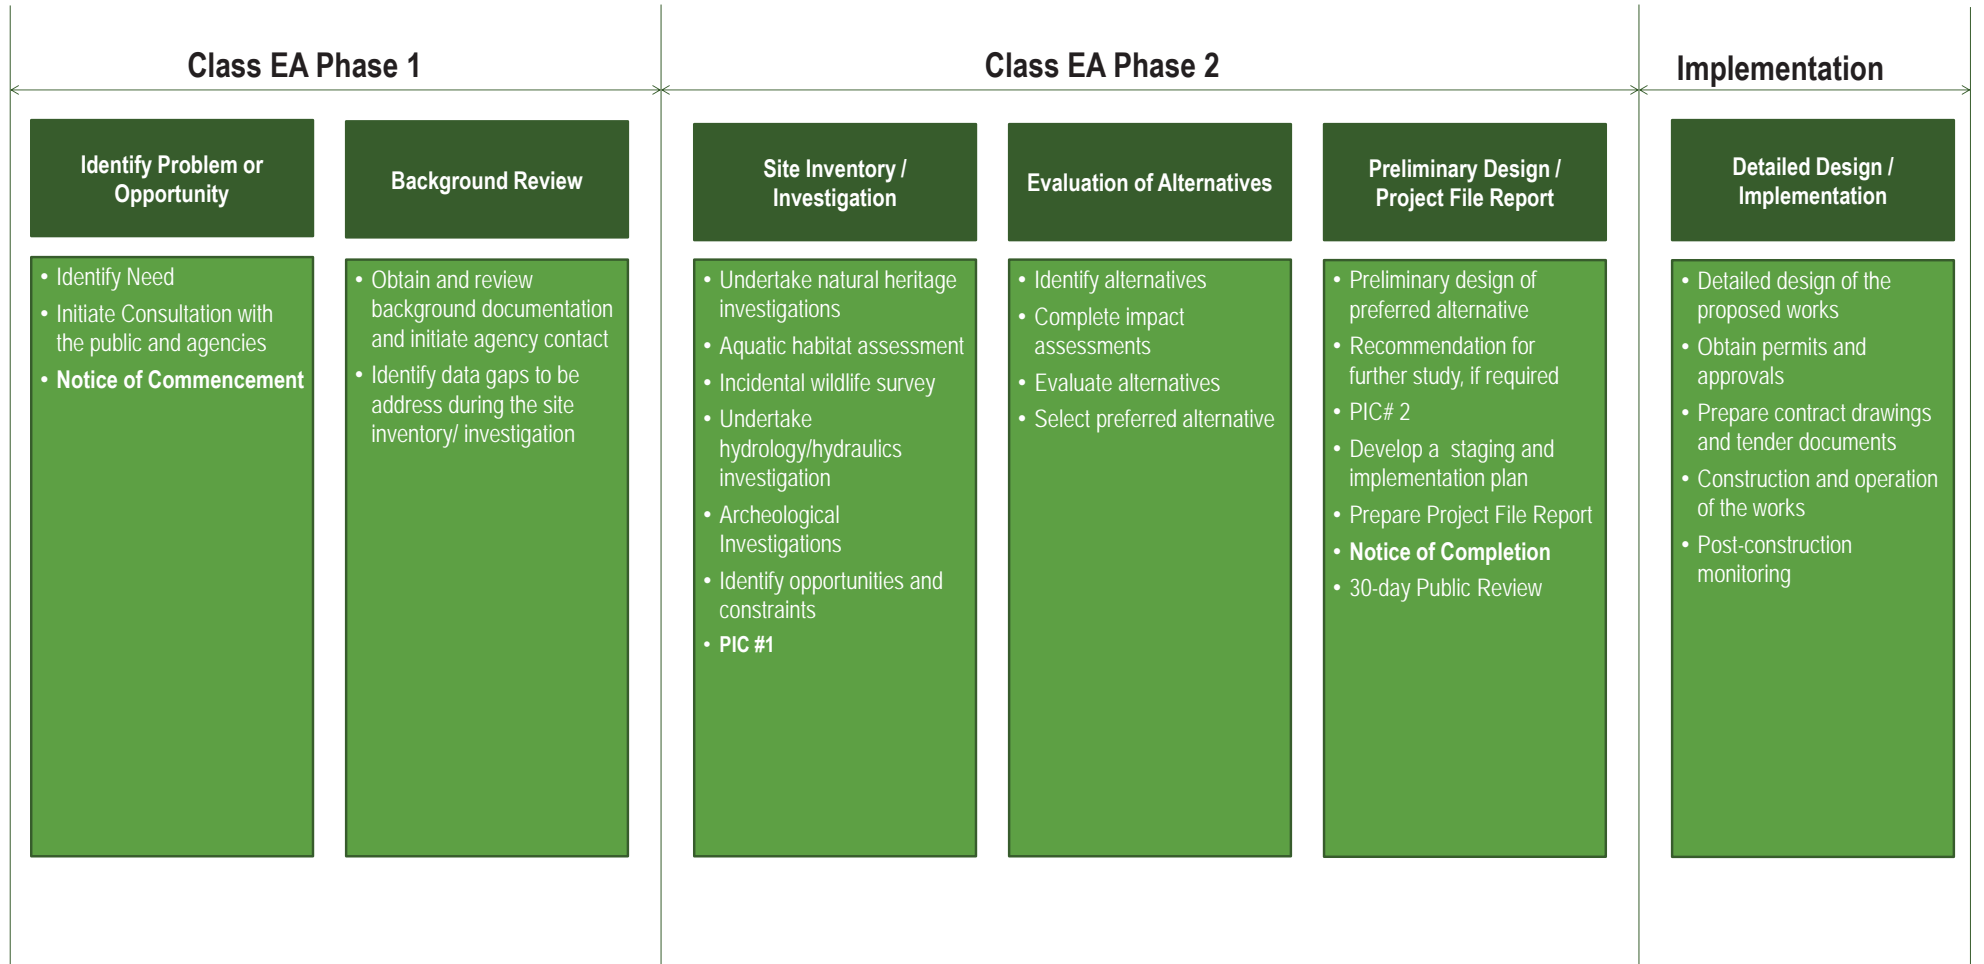 Class EA Phase 1
Class EA Phase 2
Implementation
Identify Problem or
Opportunity
• Identify Need
• Initiate Consultation with
the public and agencies
• Notice of Commencement
Background Review
• Obtain and review
background documentation
and initiate agency contact
• Identify data gaps to be
address during the site
inventory/ investigation
Site Inventory /
Investigation
• Undertake natural heritage
investigations
• Aquatic habitat assessment
• Incidental wildlife survey
• Undertake
hydrology/hydraulics
investigation
• Archeological
Investigations
• Identify opportunities and
constraints
• PIC #1
Evaluation of Alternatives
• Identify alternatives
• Complete impact
assessments
• Evaluate alternatives
• Select preferred alternative
Preliminary Design /
Project File Report
• Preliminary design of
preferred alternative
• Recommendation for
further study, if required
• PIC# 2
• Develop a staging and
implementation plan
• Prepare Project File Report
• Notice of Completion
• 30-day Public Review
Detailed Design /
Implementation
• Detailed design of the
proposed works
• Obtain permits and
approvals
• Prepare contract drawings
and tender documents
• Construction and operation
of the works
• Post-construction
monitoring